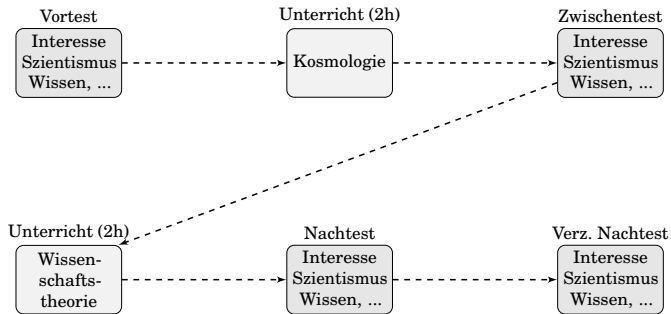 Vortest
Interesse
Szientismus
Wissen, ...
Unterricht (2h)
Kosmologie
Zwischentest
Interesse
Szientismus
Wissen, ...
Unterricht (2h)
Wissen-
schafts-
theorie
Nachtest
Interesse
Szientismus
Wissen, ...
Verz. Nachtest
Interesse
Szientismus
Wissen, ...